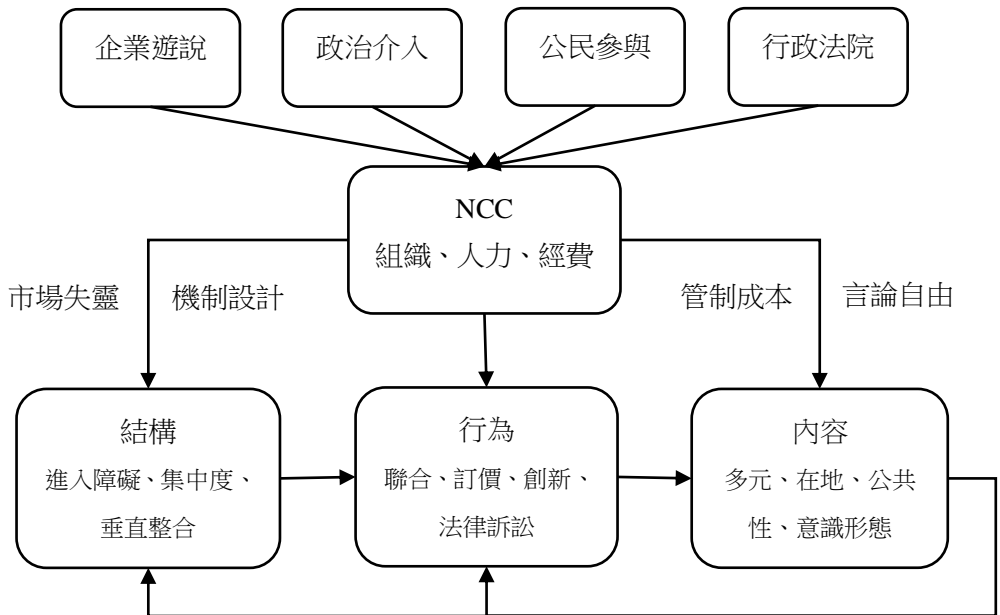 企業遊說
政治介入
公民參與
行政法院
NCC
組織、人力、經費
市場失靈
機制設計
管制成本
言論自由
結構
進入障礙、集中度、
垂直整合
行為
聯合、訂價、創新、
法律訴訟
內容
多元、在地、公共
性、意識形態